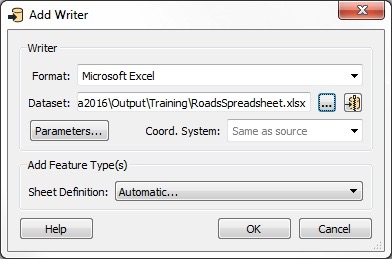 Add Writer
Writer
Format: Microsoft Excel
Dataset: a2016\Output\Training\RoadsSpreadsheet.xlsx ...
Parameters... Coord. System: Same as source
Add Feature Type(s)
Sheet Definition: Automatic...
Help OK Cancel